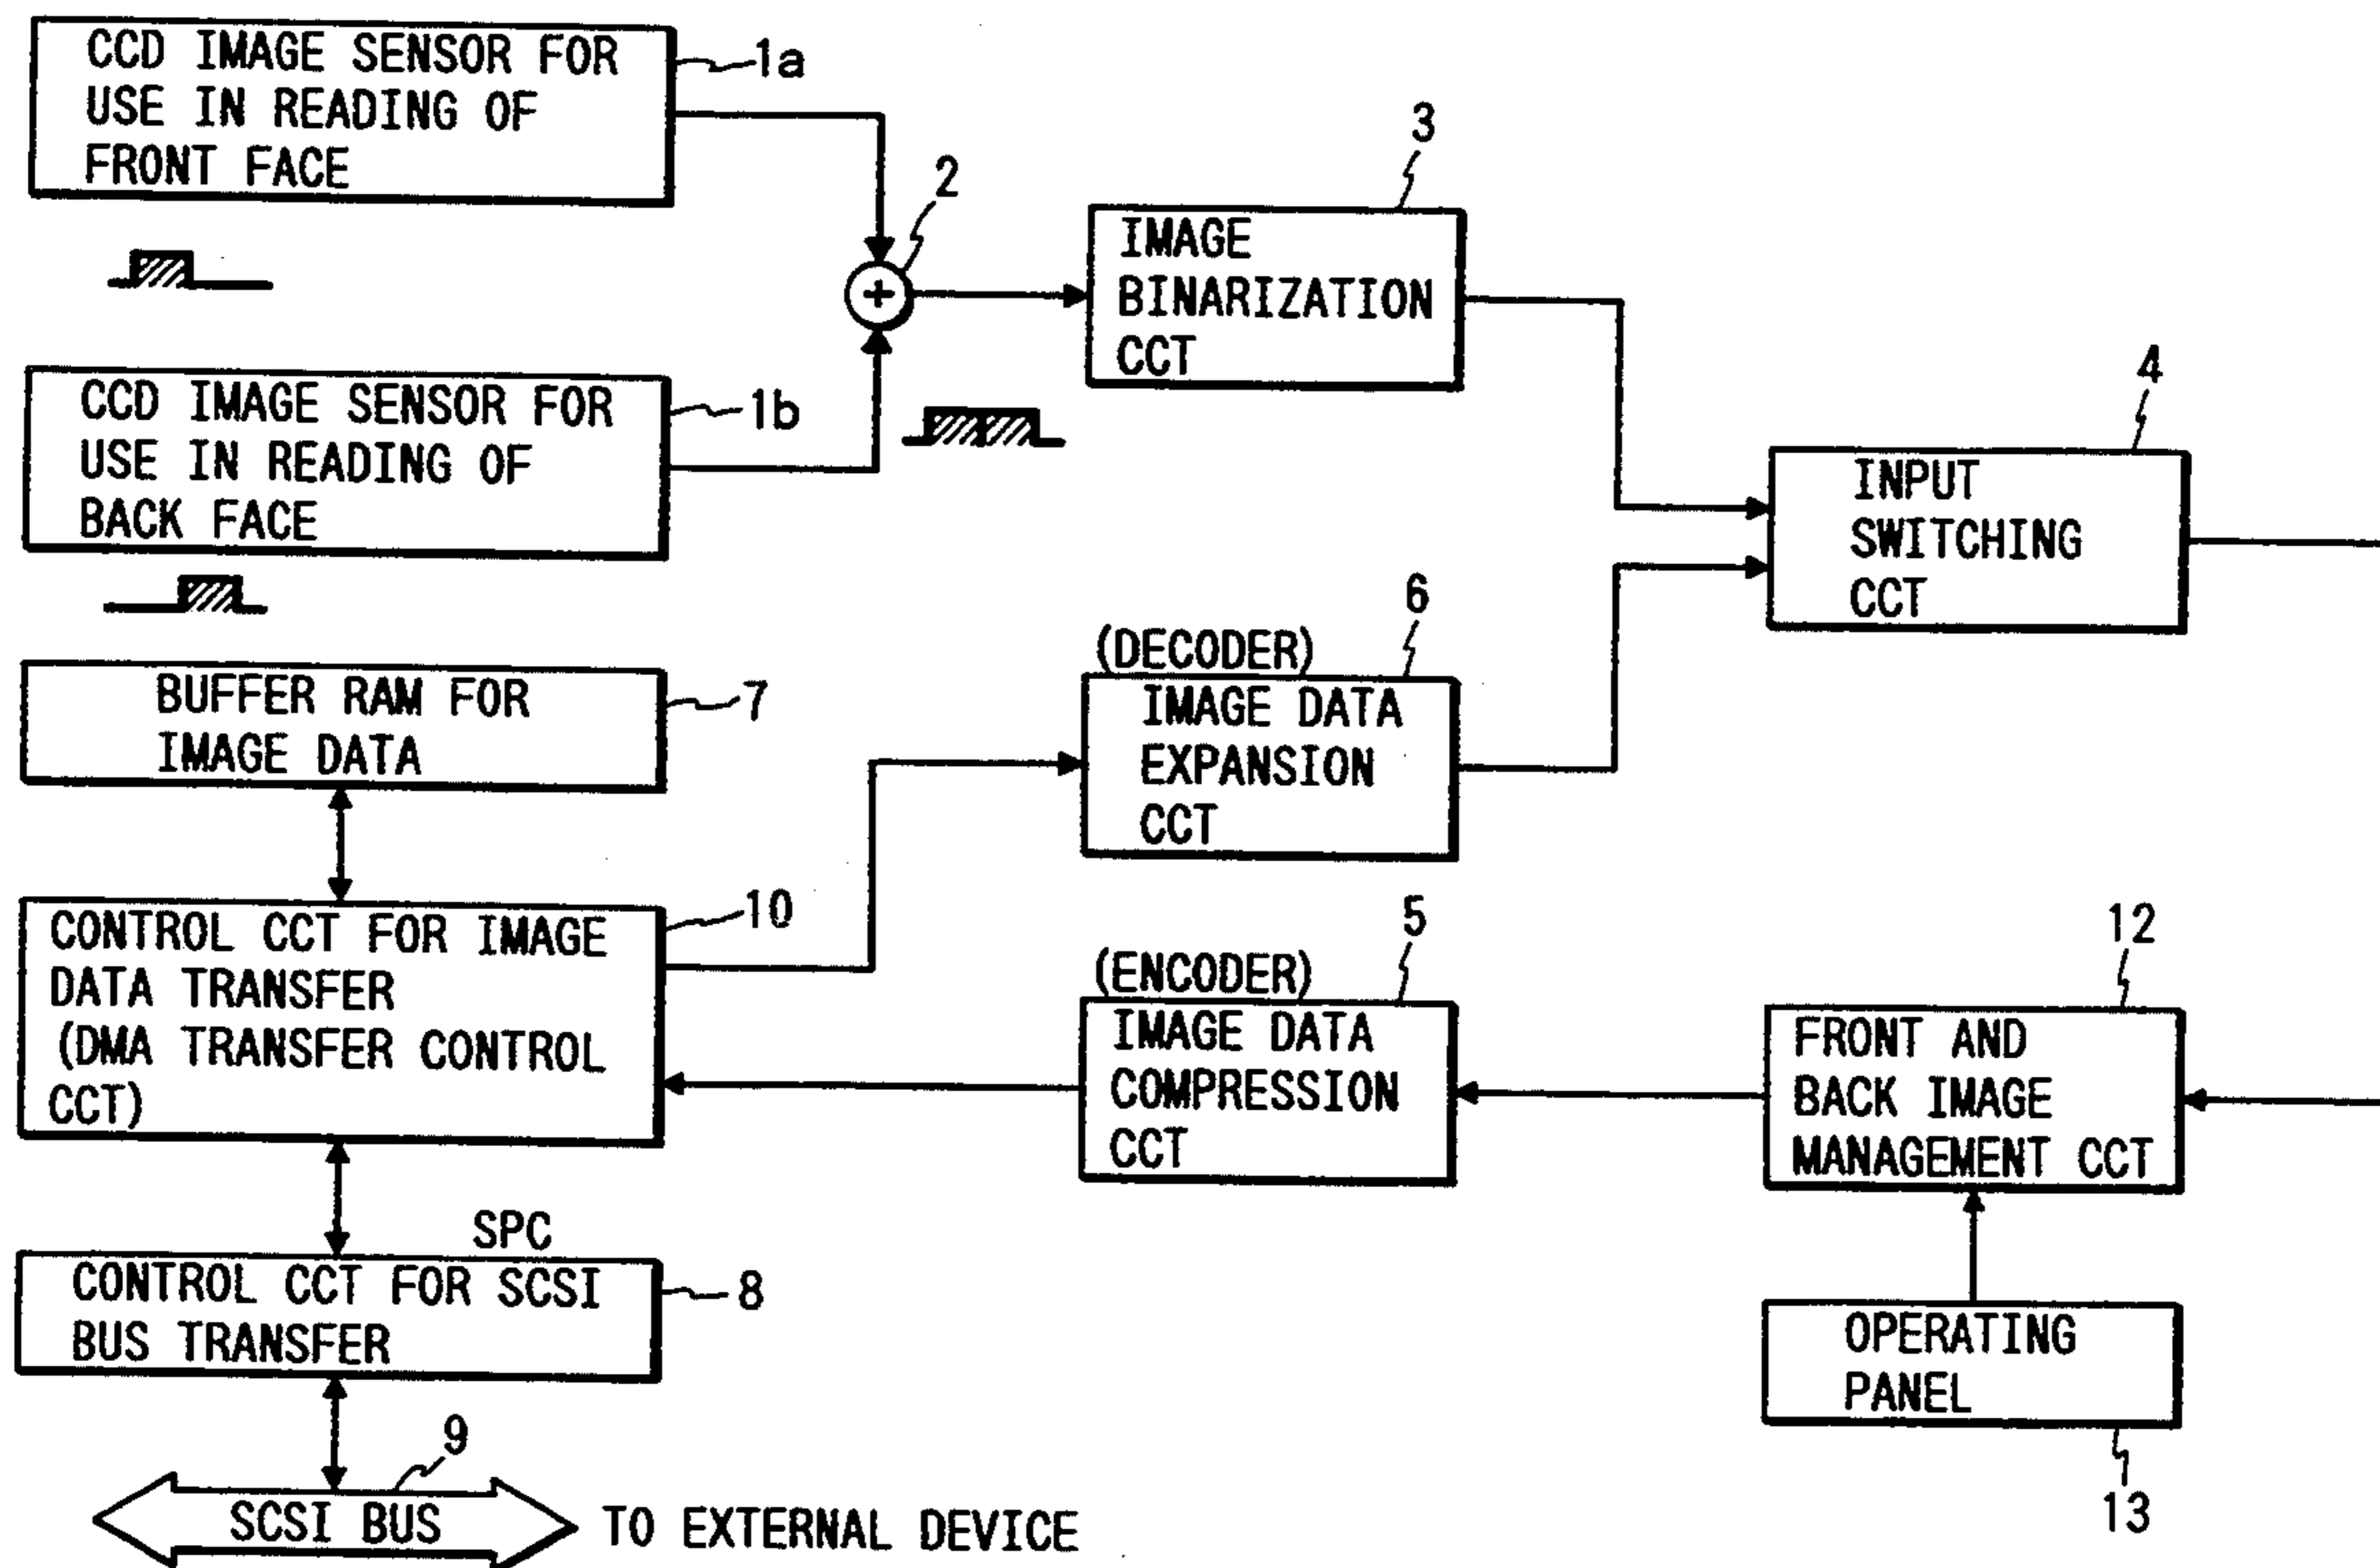 CCD IMAGE SENSOR FOR
USE IN READING OF
FRONT FACE
1a
2
3
IMAGE
BINARIZATION
CCT
CCD IMAGE SENSOR FOR
USE IN READING OF
BACK FACE
1b
4
INPUT
SWITCHING
CCT
BUFFER RAM FOR
IMAGE DATA
7
(DECODER)
6
IMAGE DATA
EXPANSION
CCT
CONTROL CCT FOR IMAGE
DATA TRANSFER
(DMA TRANSFER CONTROL
CCT)
10
(ENCODER)
5
IMAGE DATA
COMPRESSION
CCT
12
FRONT AND
BACK IMAGE
MANAGEMENT CCT
SPC
CONTROL CCT FOR SCSI
BUS TRANSFER
8
OPERATING
PANEL
13
9
SCSI BUS
TO EXTERNAL DEVICE